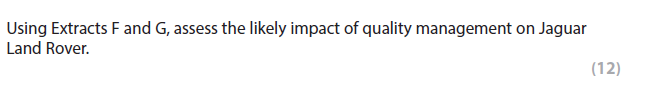 Using Extracts F and G, assess the likely impact of quality management on Jaguar
Land Rover.
(12)